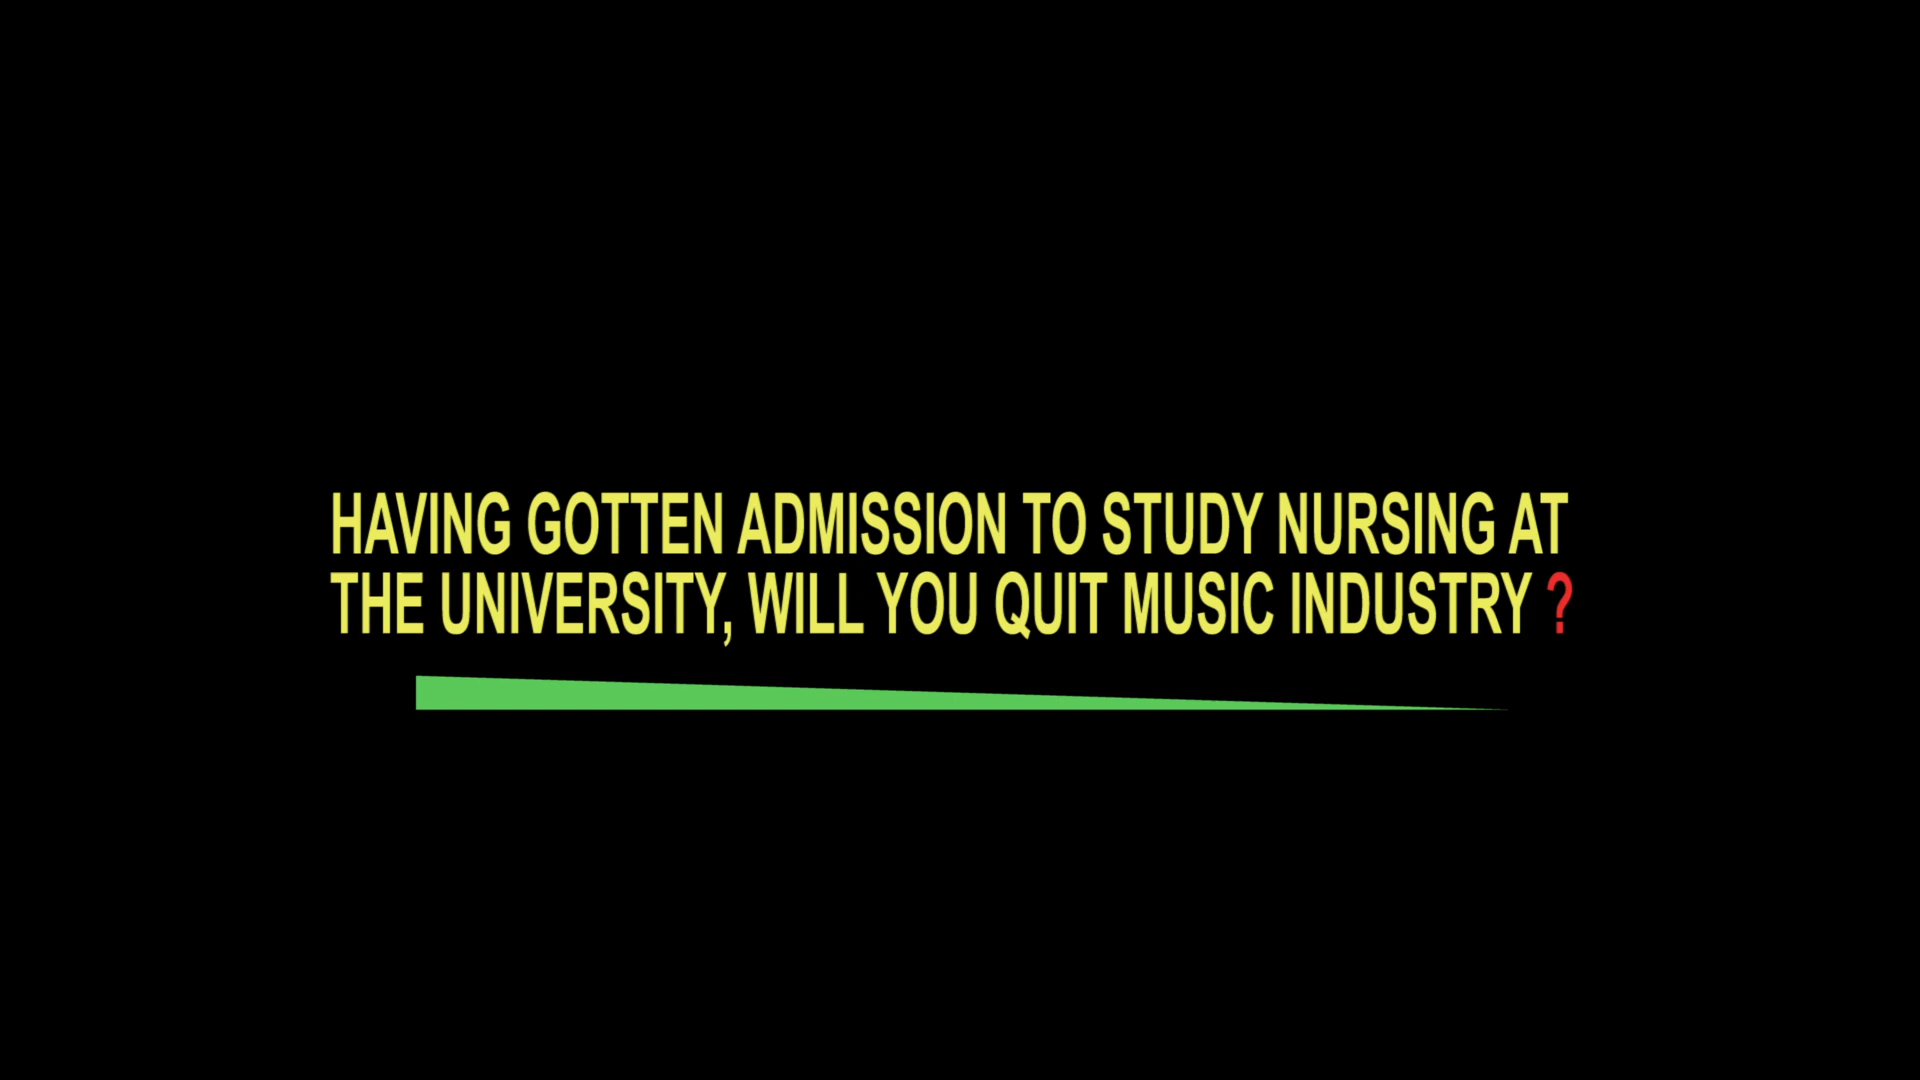 HAVING GOTTEN ADMISSION TO STUDY NURSING AT
THE UNIVERSITY, WILL YOU QUIT MUSIC INDUSTRY ?